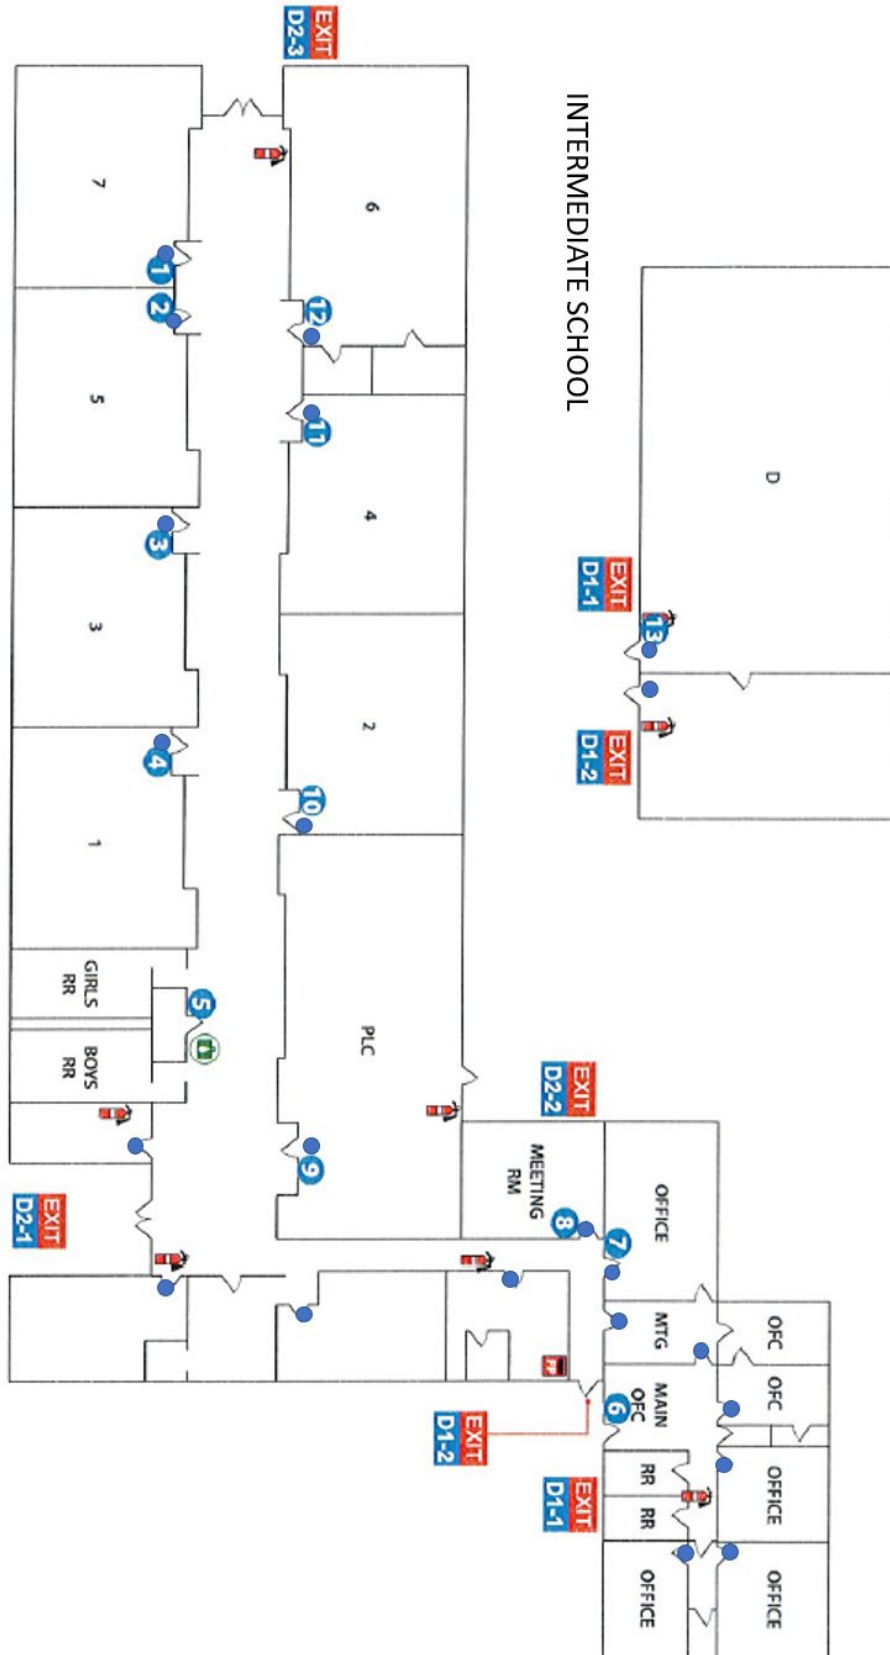 D
OFC
OFC
OFFICE
OFFICE
13
OFFICE
MTG
MAIN
OFC
RR
RR
OFFICE
EXIT
D1-1
EXIT
D1-2
7
6
INTERMEDIATE SCHOOL
EXIT
D2-2
8
EXIT
D1-1
FP
MEETING
RM
EXIT
D1-2
6
4
2
PLC
EXIT
D2-3
12
11
10
9
5
1
2
3
4
7
5
3
1
GIRLS
RR
BOYS
RR
EXIT
D2-1